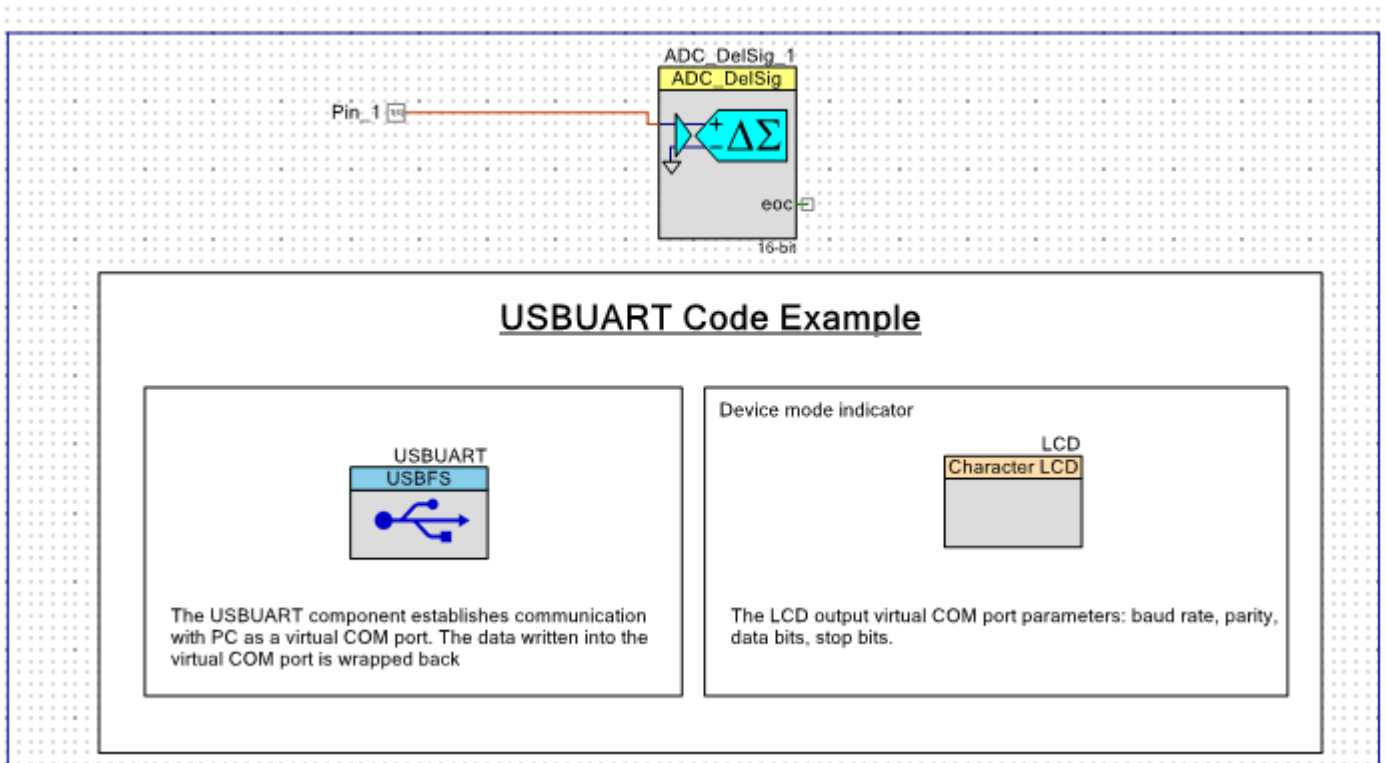 ADC_DelSig_1
ADC_DelSig
Pin_1
ΔΣ
eoc
16-bit
USBUART Code Example
USBUART
USBFS
The USBUART component establishes communication
with PC as a virtual COM port. The data written into the
virtual COM port is wrapped back
Device mode indicator
LCD
Character LCD
The LCD output virtual COM port parameters: baud rate, parity,
data bits, stop bits.